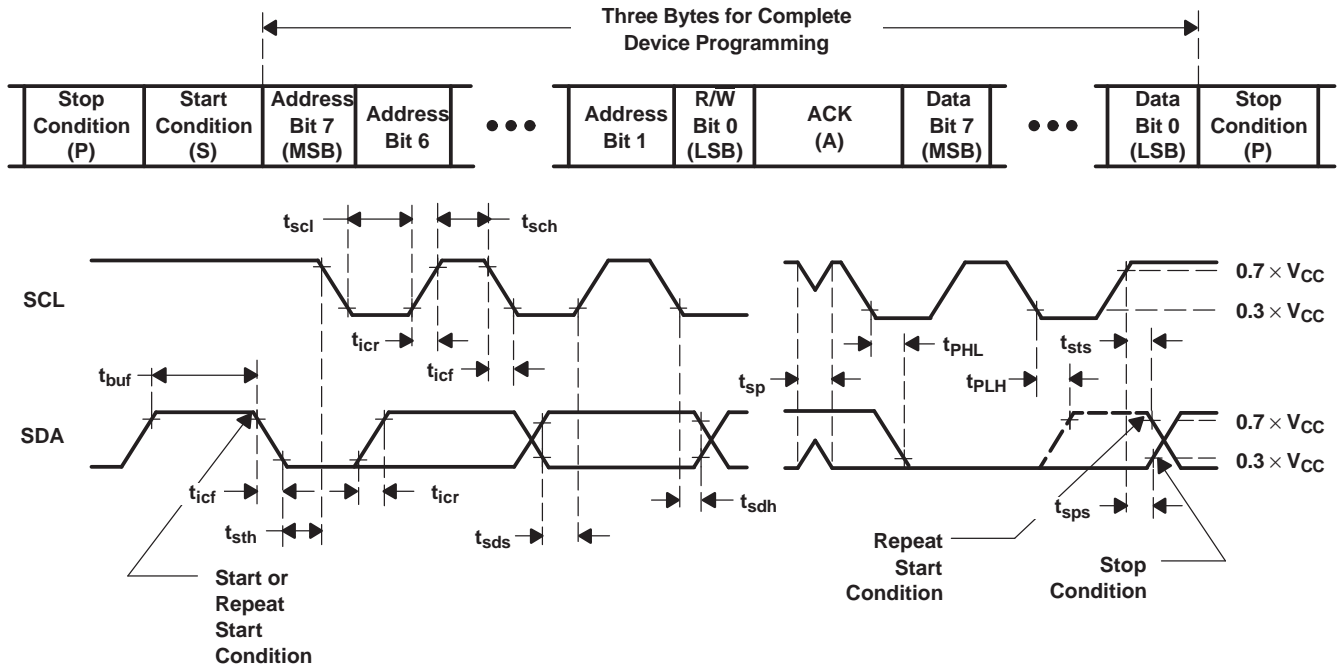 Three Bytes for Complete
Device Programming
Stop
Condition
(P)
Start
Condition
(S)
Address
Bit 7
(MSB)
Address
Bit 6
•••
Address
Bit 1
R/W̅
Bit 0
(LSB)
ACK
(A)
Data
Bit 7
(MSB)
•••
Data
Bit 0
(LSB)
Stop
Condition
(P)
tscl
tsch
SCL
0.7 × VCC
0.3 × VCC
ticr
ticf
tPHL
tsts
tbuf
tsp
tPLH
SDA
0.7 × VCC
0.3 × VCC
ticf
ticr
tsdh
tsth
tsds
tsps
Start or
Repeat
Start
Condition
Repeat
Start
Condition
Stop
Condition